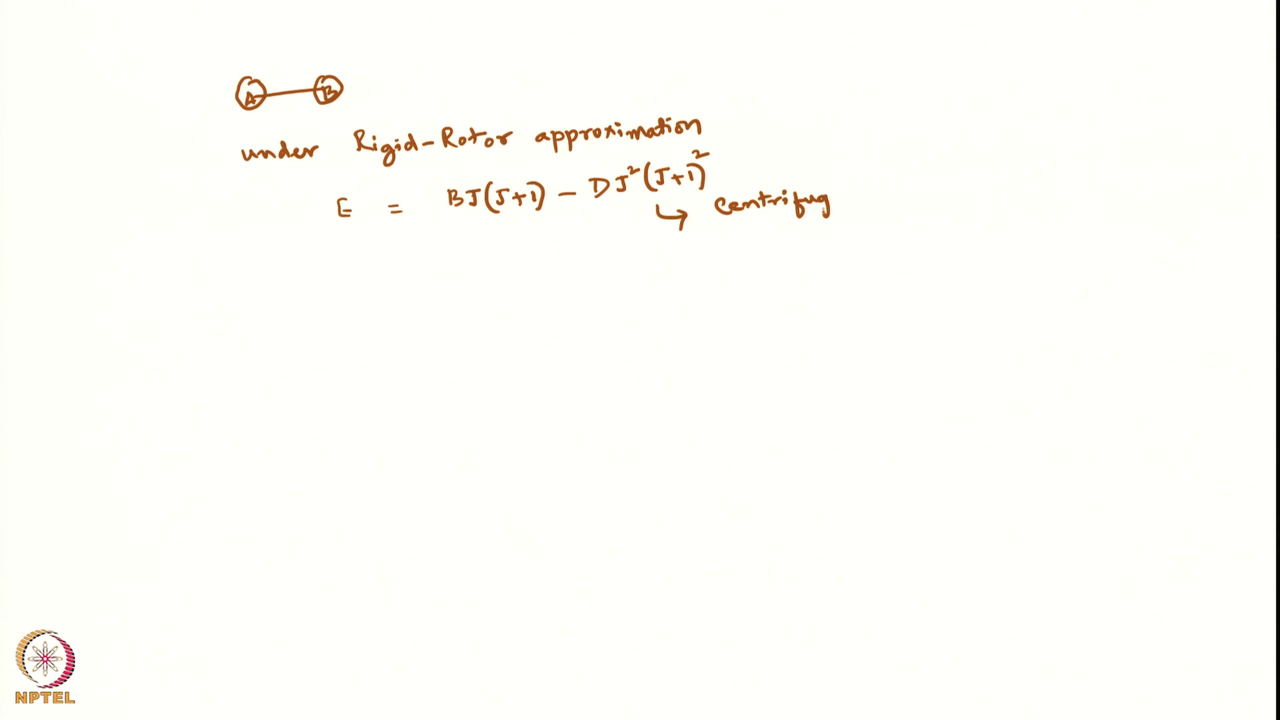 A B
under Rigid-Rotor approximation
E = BJ(J+1) - DJ²(J+1)²
↳ Centrifug
NPTEL